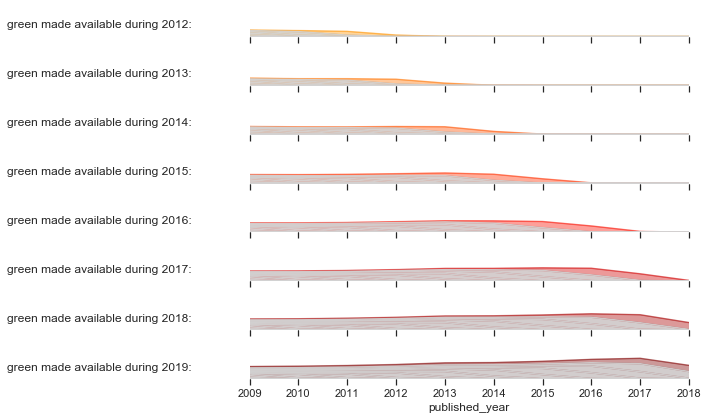 green made available during 2012:
green made available during 2013:
green made available during 2014:
green made available during 2015:
green made available during 2016:
green made available during 2017:
green made available during 2018:
green made available during 2019:
2009 2010 2011 2012 2013 2014 2015 2016 2017 2018
published_year